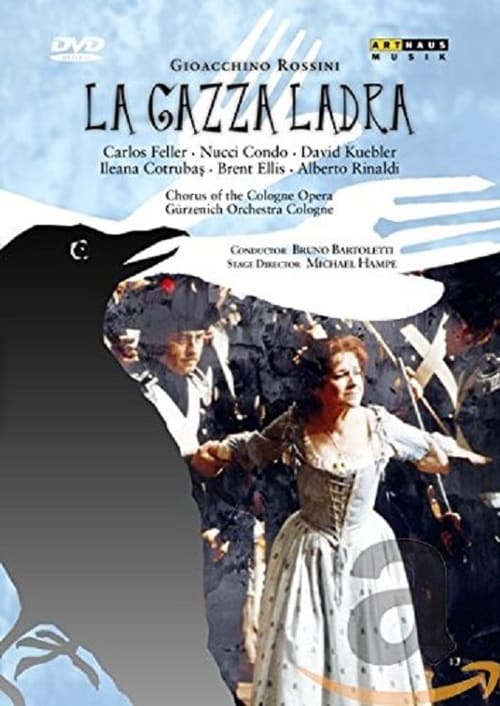 DVD
VIDEO
ARTHAUS
MUSIK
GIOACCHINO ROSSINI
LA GAZZA LADRA
Carlos Feller · Nucci Condo · David Kuebler
Ileana Cotrubaş · Brent Ellis · Alberto Rinaldi
Chorus of the Cologne Opera
Gürzenich Orchestra Cologne
CONDUCTOR BRUNO BARTOLETTI
STAGE DIRECTOR MICHAEL HAMPE
a